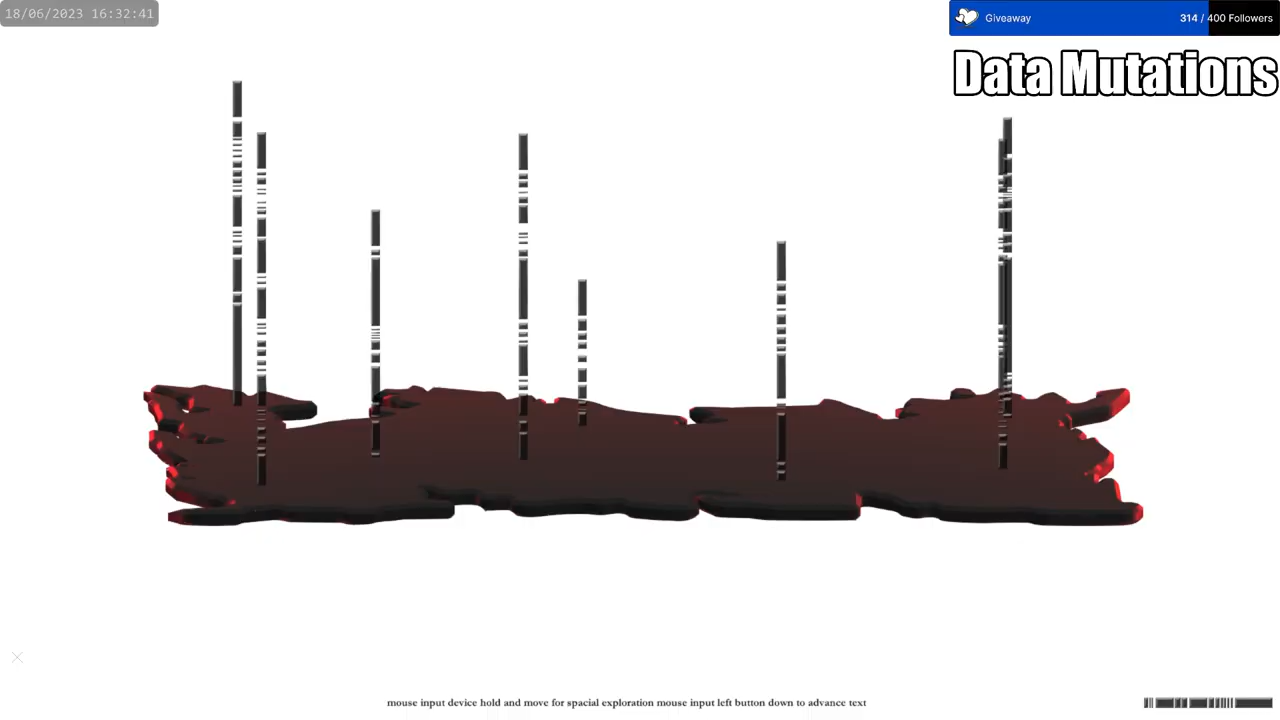 18/06/2023 16:32:41
Giveaway
314 / 400 Followers
Data Mutations
mouse input device hold and move for spacial exploration mouse input left button down to advance text